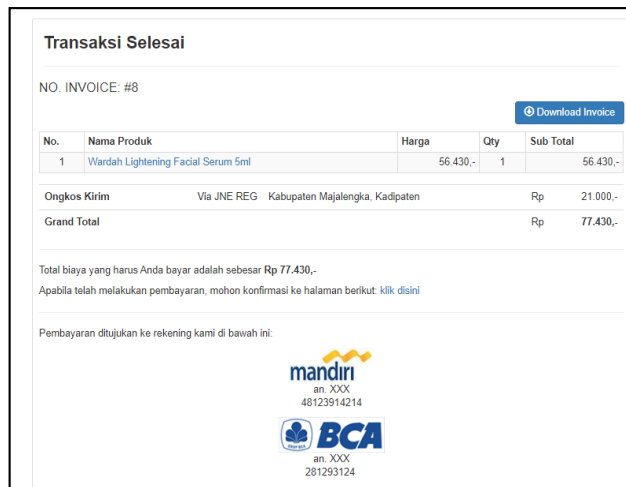 Transaksi Selesai
NO. INVOICE: #8
Download Invoice
No. Nama Produk Harga Qty Sub Total
1 Wardah Lightening Facial Serum 5ml 56.430,- 1 56.430,-
Ongkos Kirim Via JNE REG Kabupaten Majalengka, Kadipaten Rp 21.000,-
Grand Total Rp 77.430,-
Total biaya yang harus Anda bayar adalah sebesar Rp 77.430,-
Apabila telah melakukan pembayaran, mohon konfirmasi ke halaman berikut: klik disini
Pembayaran ditujukan ke rekening kami di bawah ini:
mandiri
an. XXX
48123914214
BCA
an. XXX
281293124